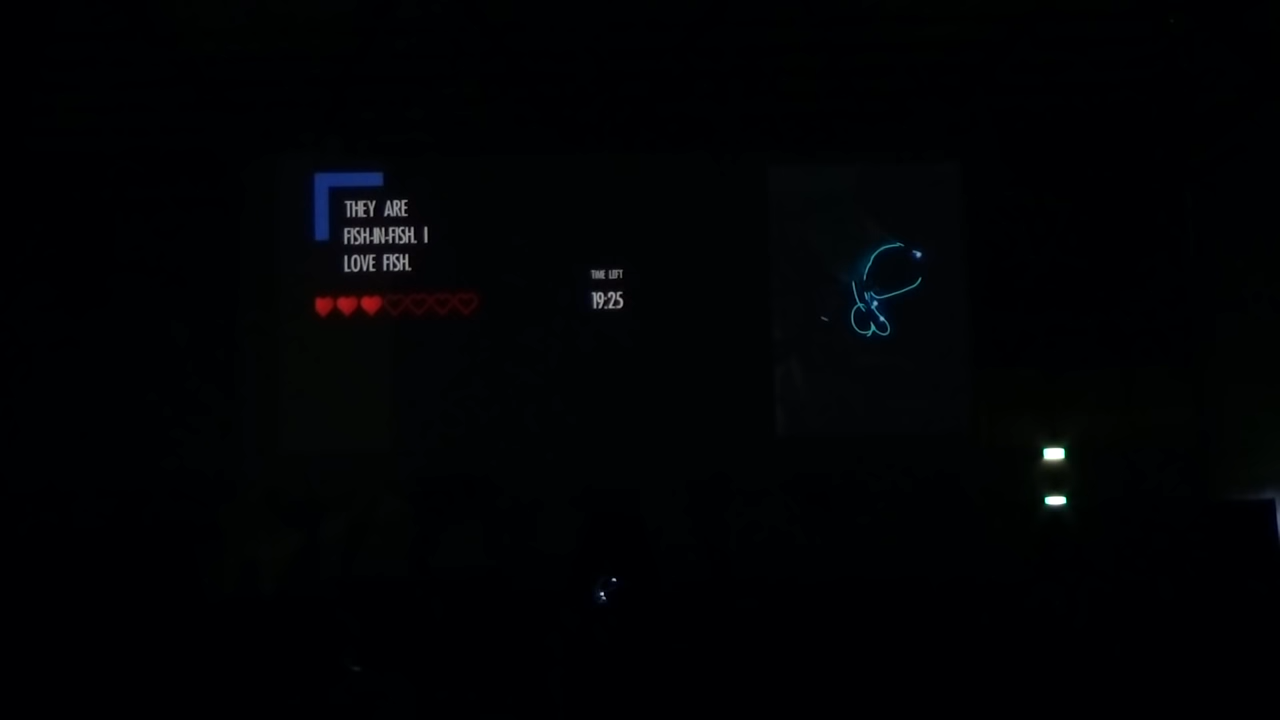 THEY ARE
FISH-IN-FISH. I
LOVE FISH.
TIME LEFT
19:25